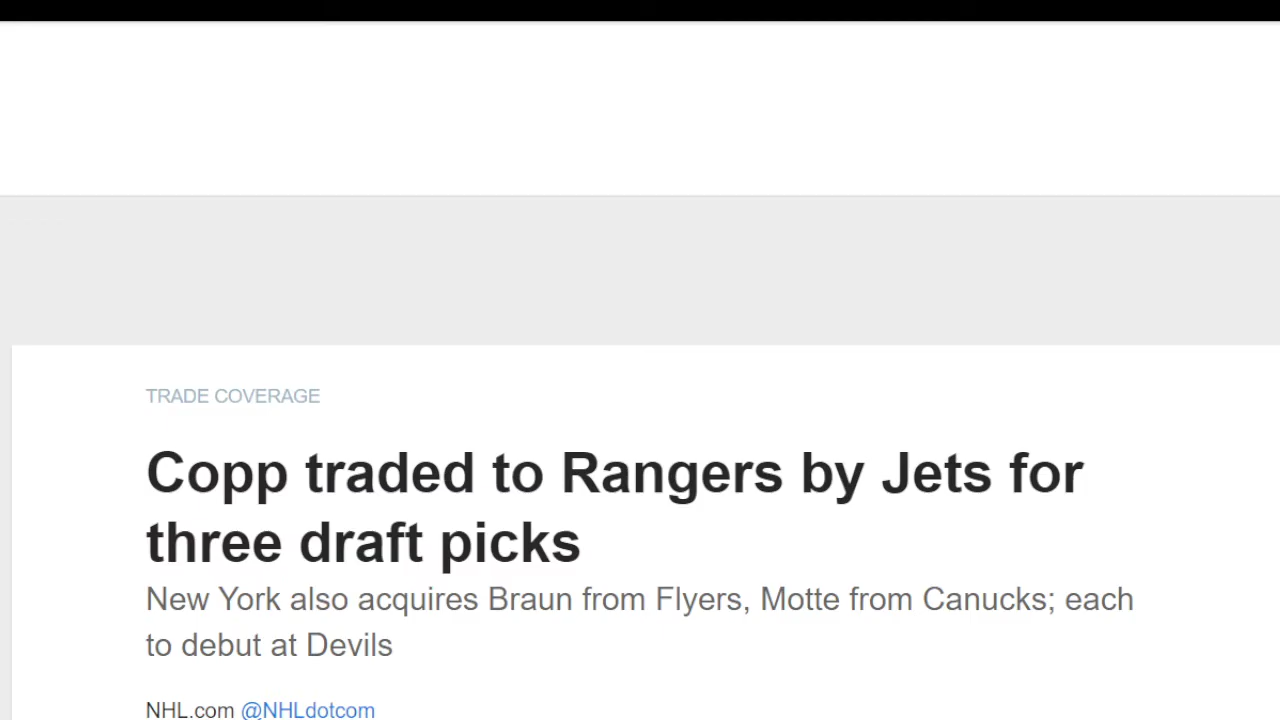 TRADE COVERAGE
Copp traded to Rangers by Jets for
three draft picks
New York also acquires Braun from Flyers, Motte from Canucks; each
to debut at Devils
NHL.com @NHLdotcom